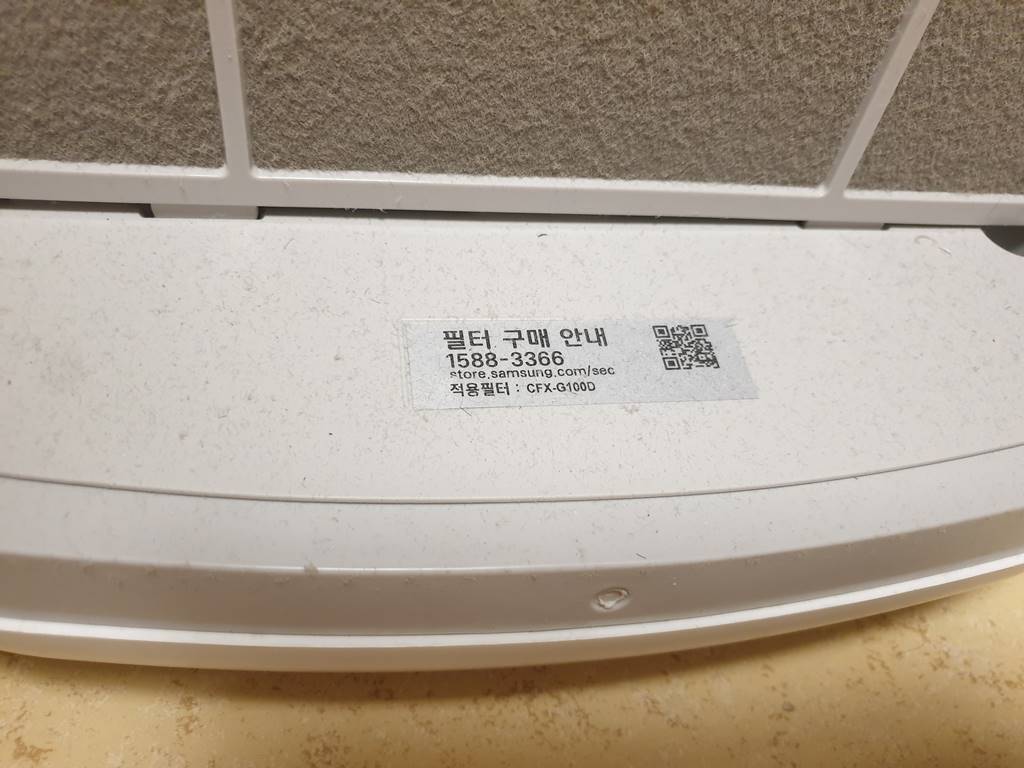 필터 구매 안내
1588-3366
store.samsung.com/sec
적용필터 : CFX-G100D